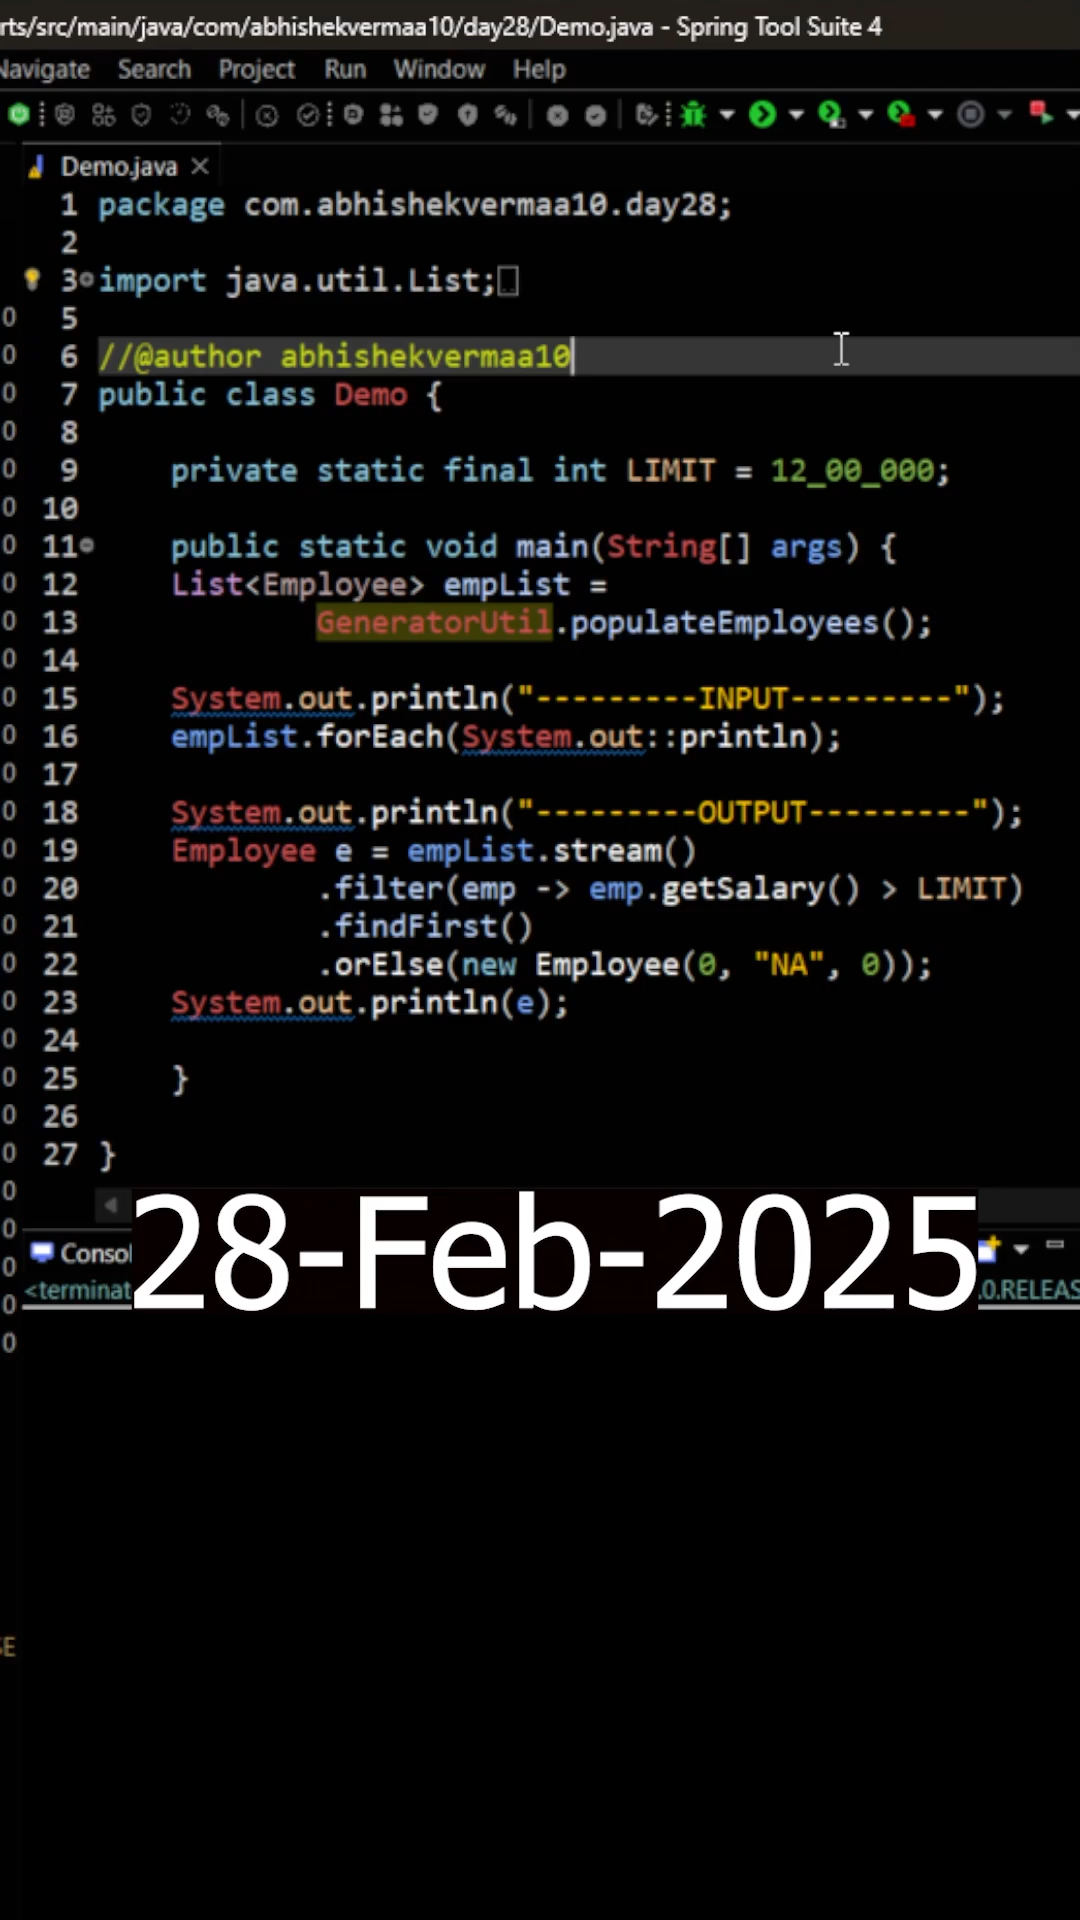 rts/src/main/java/com/abhishekvermaa10/day28/Demo.java - Spring Tool Suite 4
Navigate Search Project Run Window Help
Demo.java
1 package com.abhishekvermaa10.day28;
2
3 import java.util.List;
5
6 //@author abhishekvermaa10
7 public class Demo {
8
9 private static final int LIMIT = 12_00_000;
10
11 public static void main(String[] args) {
12 List<Employee> empList =
13 GeneratorUtil.populateEmployees();
14
15 System.out.println("---------INPUT---------");
16 empList.forEach(System.out::println);
17
18 System.out.println("---------OUTPUT---------");
19 Employee e = empList.stream()
20 .filter(emp -> emp.getSalary() > LIMIT)
21 .findFirst()
22 .orElse(new Employee(0, "NA", 0));
23 System.out.println(e);
24
25 }
26
27 }
28-Feb-2025
Consol
<terminat .0.RELEAS
SE